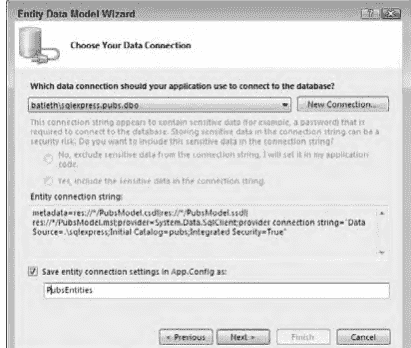 Entity Data Model Wizard
Choose Your Data Connection
Which data connection should your application use to connect to the database?
batleth\sqlexpress.pubs.dbo
New Connection...
This connection string appears to contain sensitive data (for example, a password) that is
required to connect to the database. Storing sensitive data in the connection string can be a
security risk. Do you want to include this sensitive data in the connection string?
No, exclude sensitive data from the connection string. I will set it in my application
code.
Yes, include the sensitive data in the connection string.
Entity connection string:
metadata=res://*/PubsModel.csdl|res://*/PubsModel.ssdl|
res://*/PubsModel.msl;provider=System.Data.SqlClient;provider connection string="Data
Source=.\sqlexpress;Initial Catalog=pubs;Integrated Security=True"
Save entity connection settings in App.Config as:
PubsEntities
< Previous
Next >
Finish
Cancel